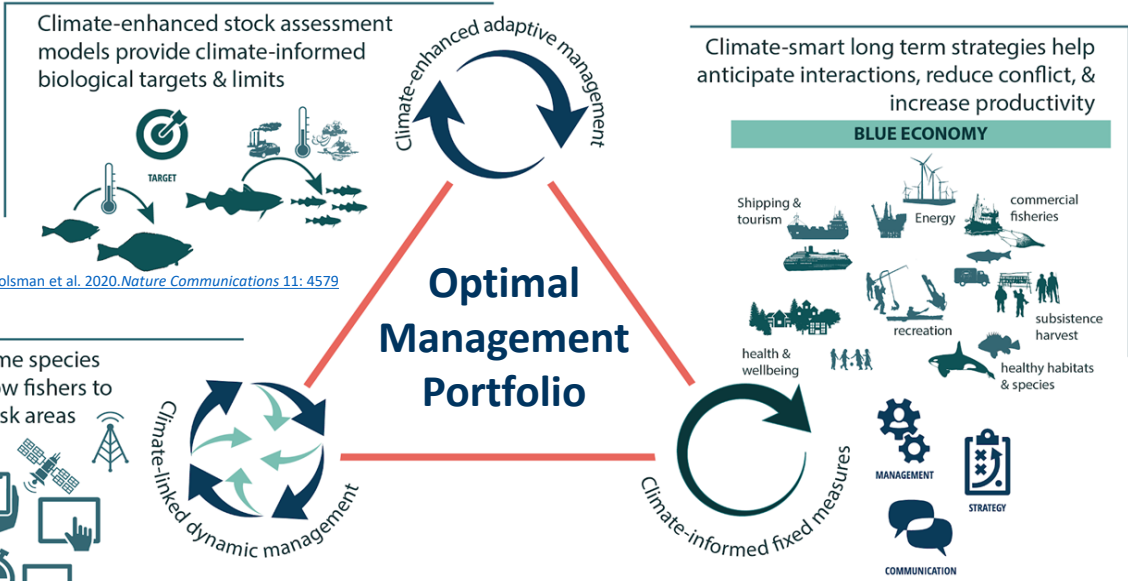 Climate-enhanced stock assessment
models provide climate-informed
biological targets & limits
TARGET
olsman et al. 2020.Nature Communications 11: 4579
Climate-enhanced adaptive management
Climate-smart long term strategies help
anticipate interactions, reduce conflict, &
increase productivity
BLUE ECONOMY
Shipping &
tourism
Energy
commercial
fisheries
recreation
subsistence
harvest
health &
wellbeing
healthy habitats
& species
Optimal
Management
Portfolio
me species
ow fishers to
sk areas
Climate-linked dynamic management
Climate-informed fixed measures
MANAGEMENT
STRATEGY
COMMUNICATION